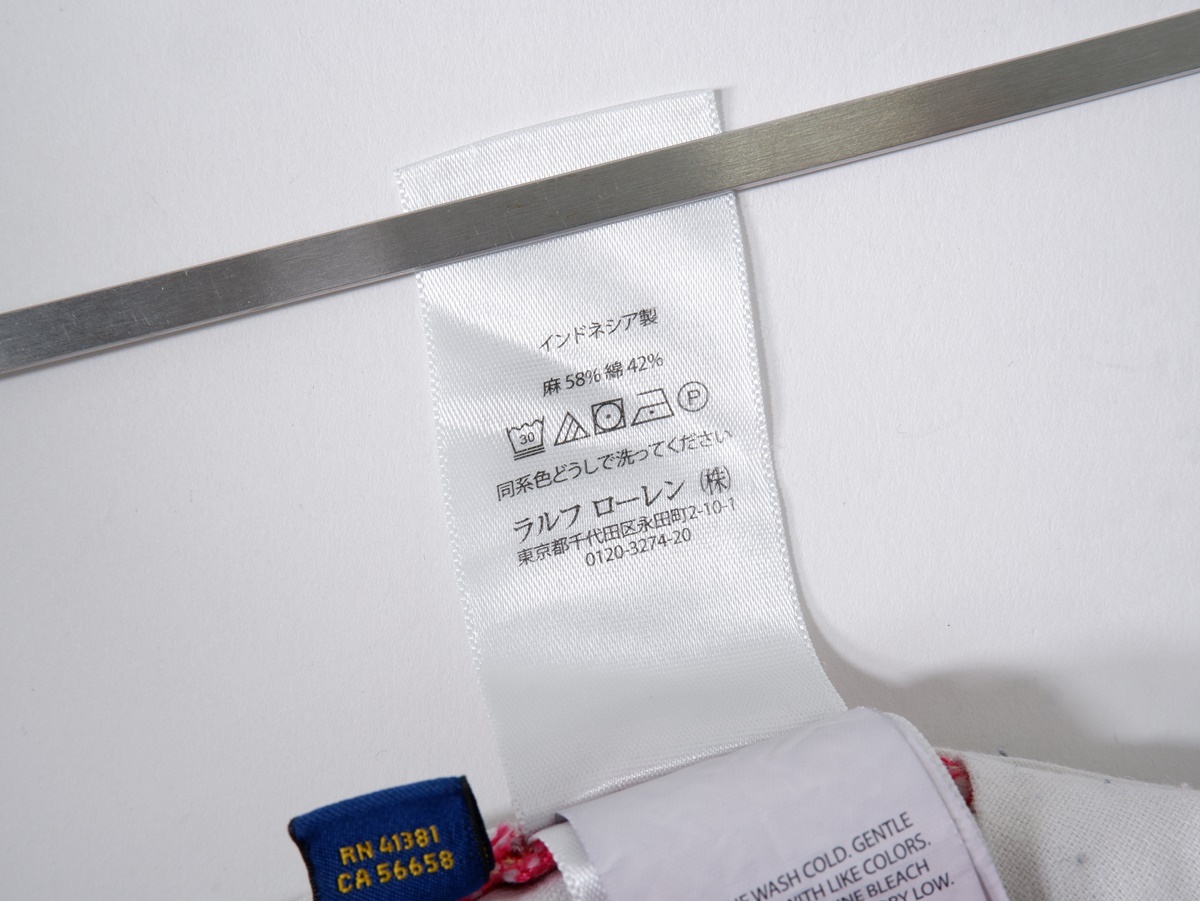 インドネシア製
麻 58% 綿 42%
30 P
同系色どうしで洗ってください
ラルフ ローレン (株)
東京都千代田区永田町2-10-1
0120-3274-20
RN 41381
CA 56658
WASH COLD. GENTLE
WITH LIKE COLORS.
BLEACH
LOW.